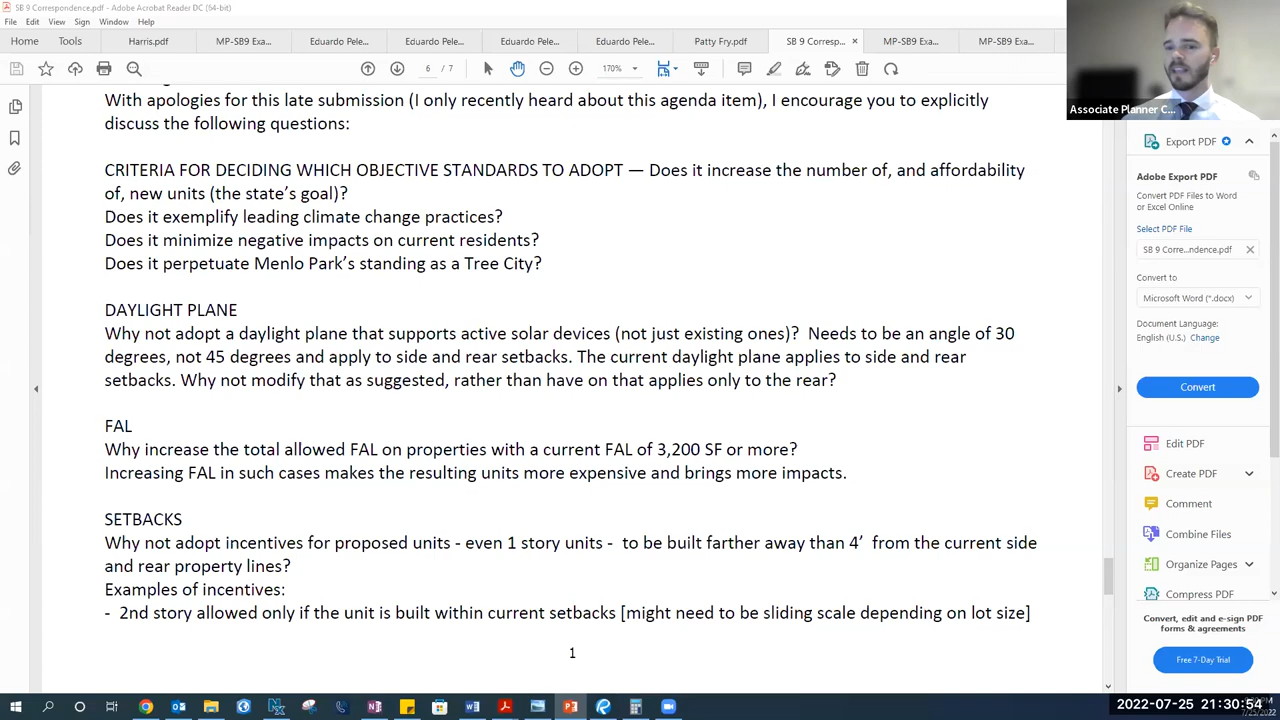 SB 9 Correspondence.pdf - Adobe Acrobat Reader DC (64-bit)
File Edit View Sign Window Help
Home Tools Harris.pdf MP-SB9 Exa... Eduardo Pele... Eduardo Pele... Eduardo Pele... Eduardo Pele... Patty Fry.pdf SB 9 Corresp... × MP-SB9 Exa... MP-SB9 Exa...
6 / 7 170%
Associate Planner C...
With apologies for this late submission (I only recently heard about this agenda item), I encourage you to explicitly
discuss the following questions:
CRITERIA FOR DECIDING WHICH OBJECTIVE STANDARDS TO ADOPT — Does it increase the number of, and affordability
of, new units (the state's goal)?
Does it exemplify leading climate change practices?
Does it minimize negative impacts on current residents?
Does it perpetuate Menlo Park's standing as a Tree City?
DAYLIGHT PLANE
Why not adopt a daylight plane that supports active solar devices (not just existing ones)? Needs to be an angle of 30
degrees, not 45 degrees and apply to side and rear setbacks. The current daylight plane applies to side and rear
setbacks. Why not modify that as suggested, rather than have on that applies only to the rear?
FAL
Why increase the total allowed FAL on properties with a current FAL of 3,200 SF or more?
Increasing FAL in such cases makes the resulting units more expensive and brings more impacts.
SETBACKS
Why not adopt incentives for proposed units - even 1 story units - to be built farther away than 4' from the current side
and rear property lines?
Examples of incentives:
- 2nd story allowed only if the unit is built within current setbacks [might need to be sliding scale depending on lot size]
1
Export PDF
Adobe Export PDF
Convert PDF Files to Word
or Excel Online
Select PDF File
SB 9 Corre...ndence.pdf
Convert to
Microsoft Word (*.docx)
Document Language:
English (U.S.) Change
Convert
Edit PDF
Create PDF
Comment
Combine Files
Organize Pages
Compress PDF
Convert, edit and e-sign PDF
forms & agreements
Free 7-Day Trial
2022-07-25 21:30:54